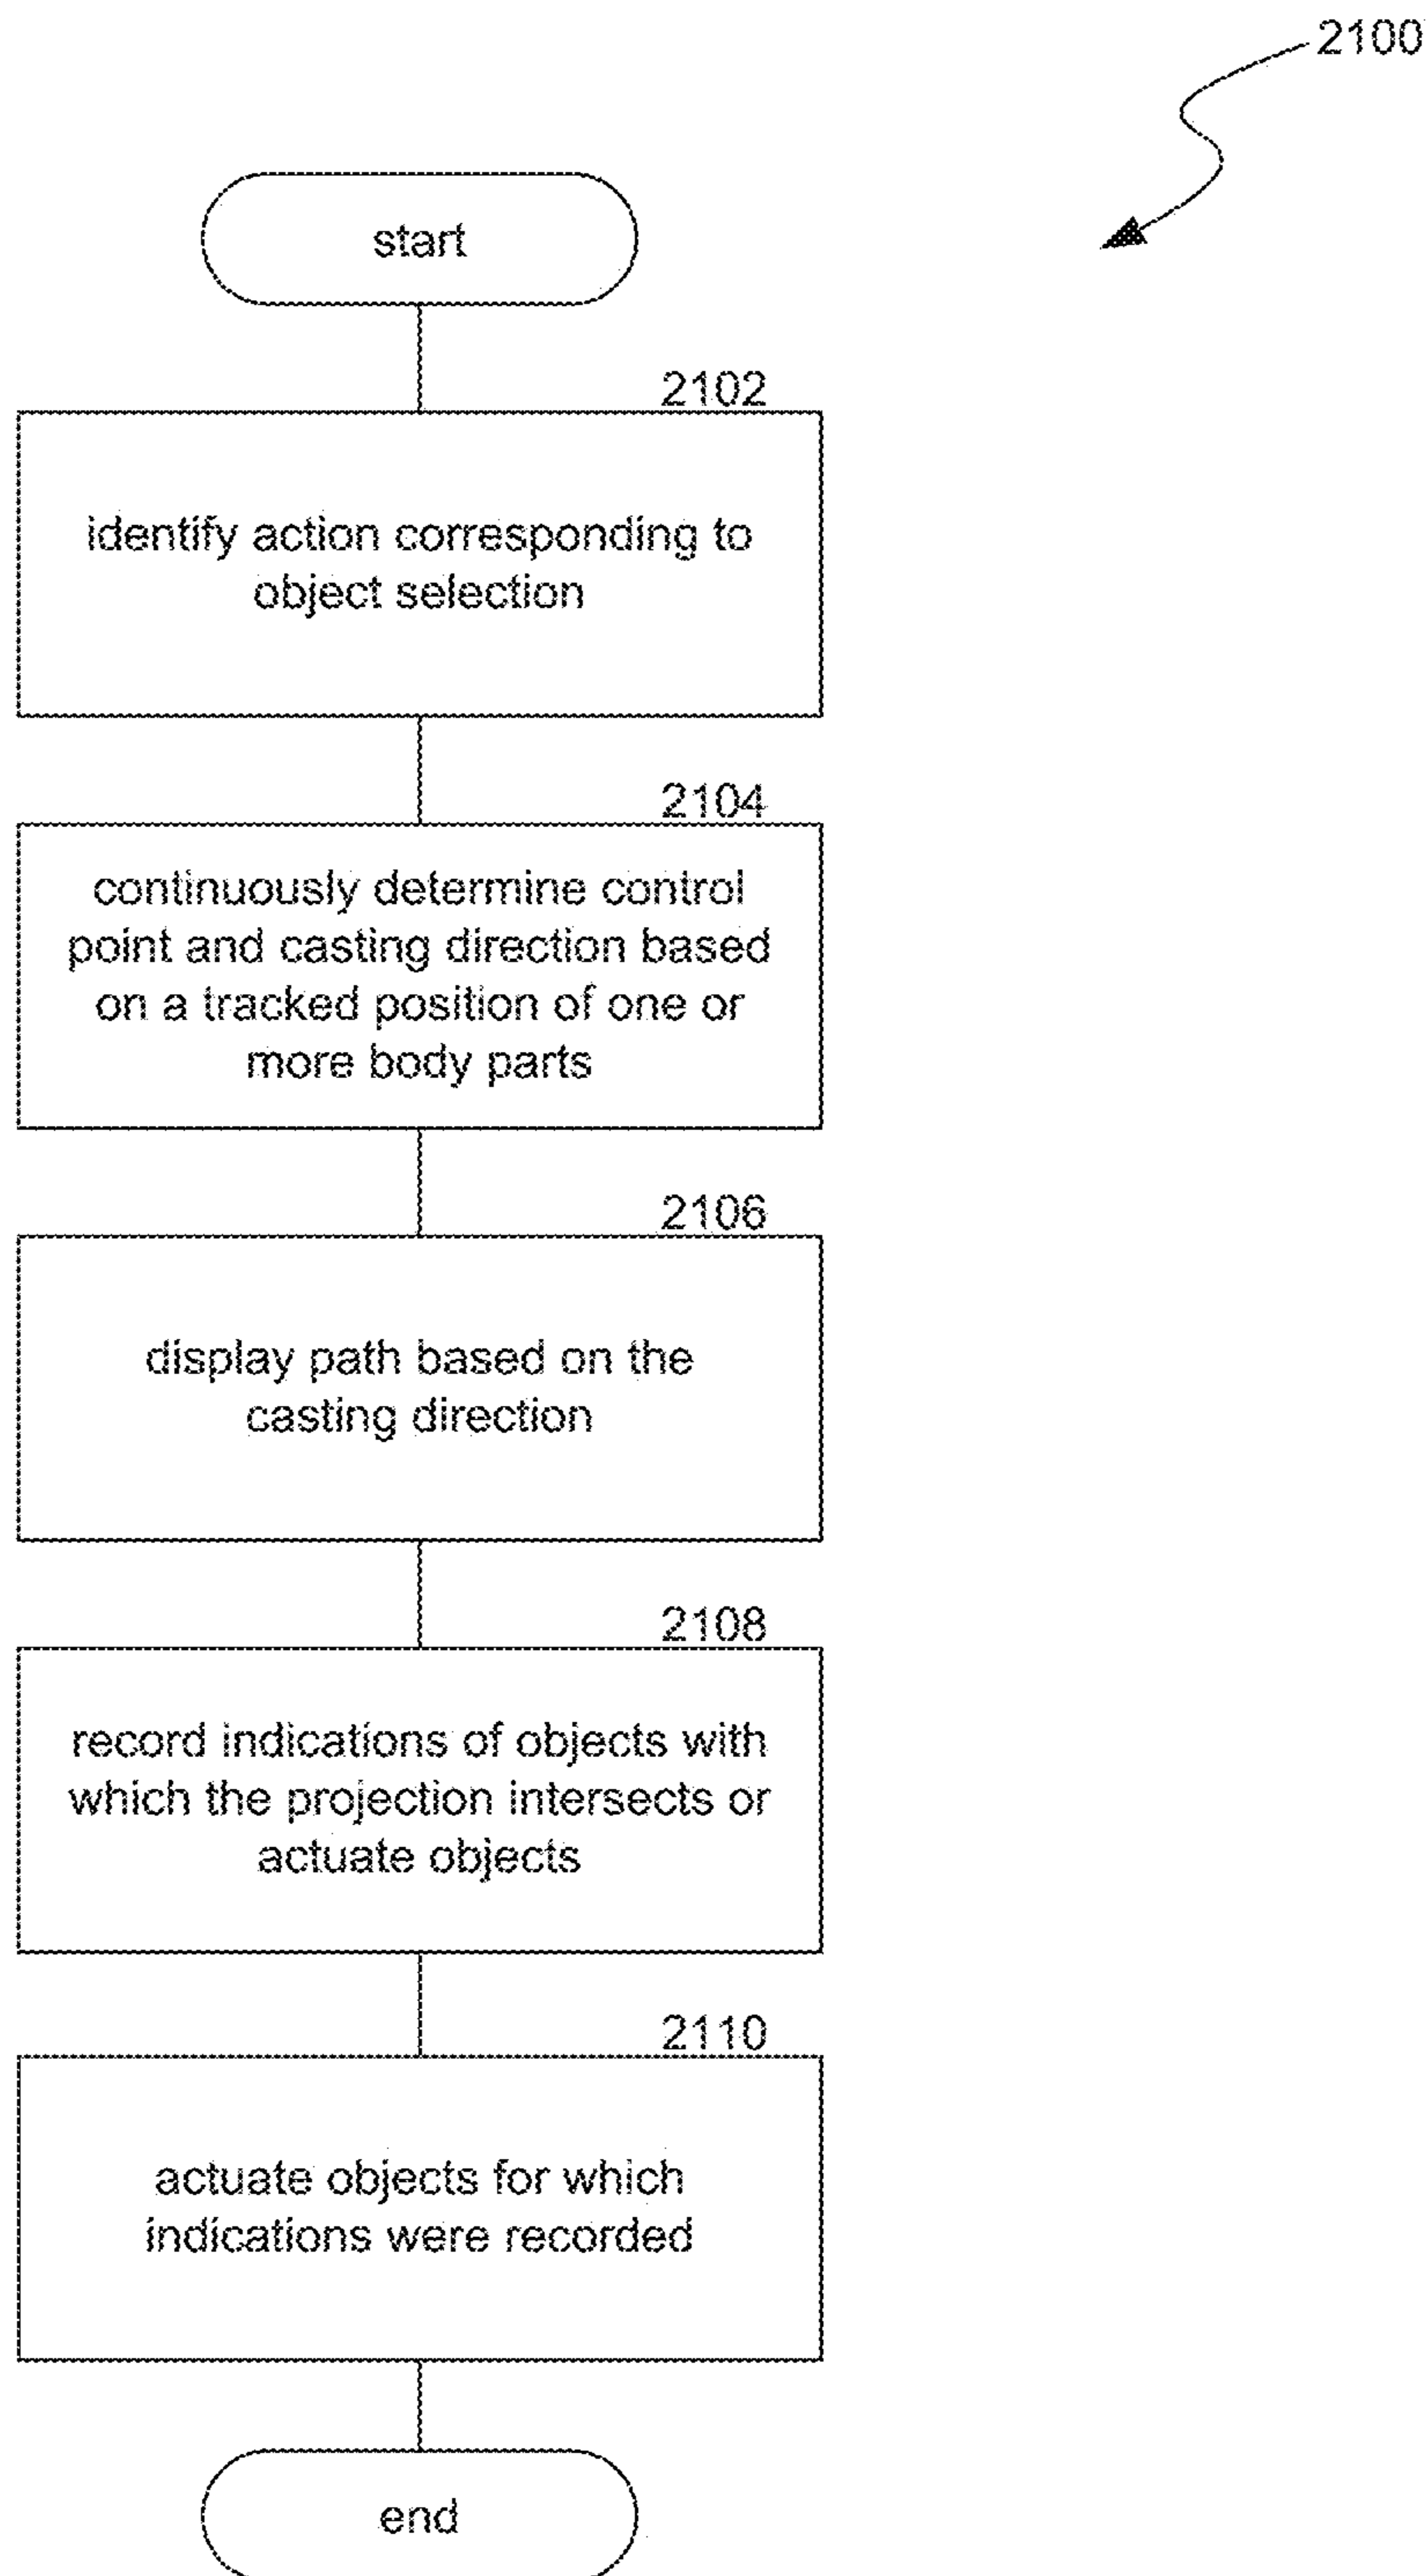 2100
start
2102
identify action corresponding to
object selection
2104
continuously determine control
point and casting direction based
on a tracked position of one or
more body parts
2106
display path based on the
casting direction
2108
record indications of objects with
which the projection intersects or
actuate objects
2110
actuate objects for which
indications were recorded
end